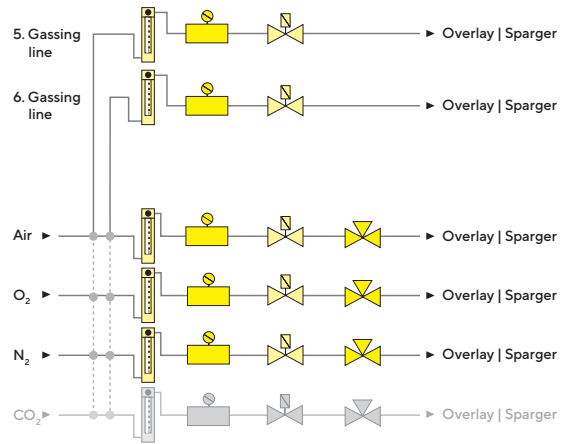 5. Gassing line Overlay | Sparger
6. Gassing line Overlay | Sparger
Air Overlay | Sparger
O₂ Overlay | Sparger
N₂ Overlay | Sparger
CO₂ Overlay | Sparger